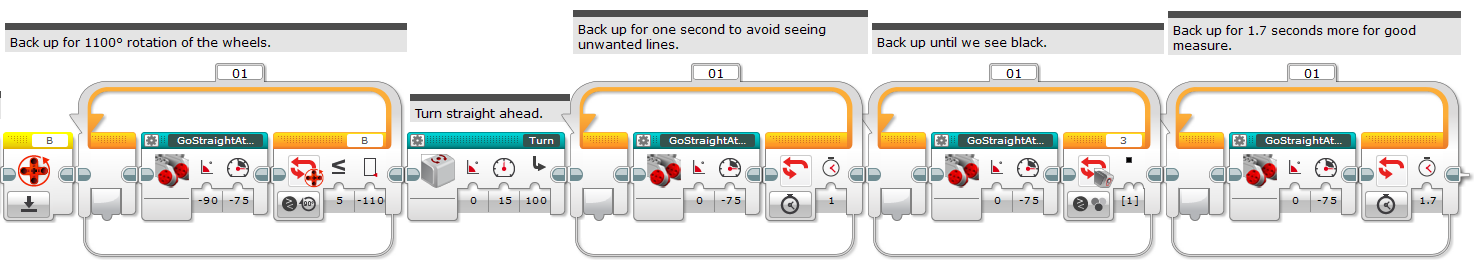 Back up for 1100° rotation of the wheels.
Turn straight ahead.
Back up for one second to avoid seeing
unwanted lines.
Back up until we see black.
Back up for 1.7 seconds more for good
measure.
01
01
01
01
B
GoStraightAt...
B
Turn
GoStraightAt...
GoStraightAt...
3
GoStraightAt...
≤
90°
-90 -75
5 -110
0 15 100
0 -75
1
0 -75
[1]
0 -75
1.7